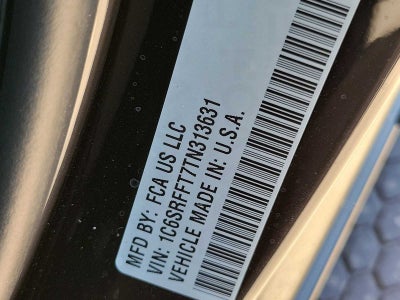 MFD BY: FCA US LLC
VIN: 1C6SRFFT7TN313631
VEHICLE MADE IN: U.S.A.